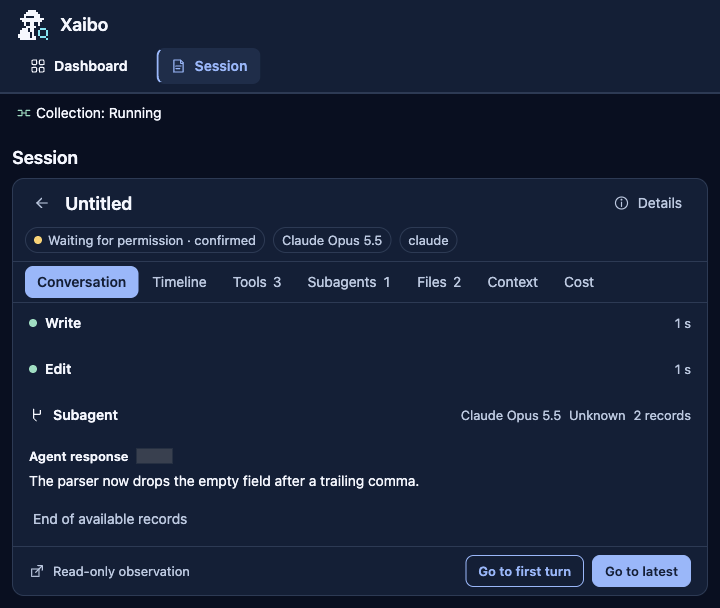 Xaibo
Dashboard Session
Collection: Running
Session
Untitled Details
Waiting for permission · confirmed Claude Opus 5.5 claude
Conversation Timeline Tools 3 Subagents 1 Files 2 Context Cost
Write 1 s
Edit 1 s
Subagent Claude Opus 5.5 Unknown 2 records
Agent response
The parser now drops the empty field after a trailing comma.
End of available records
Read-only observation Go to first turn Go to latest